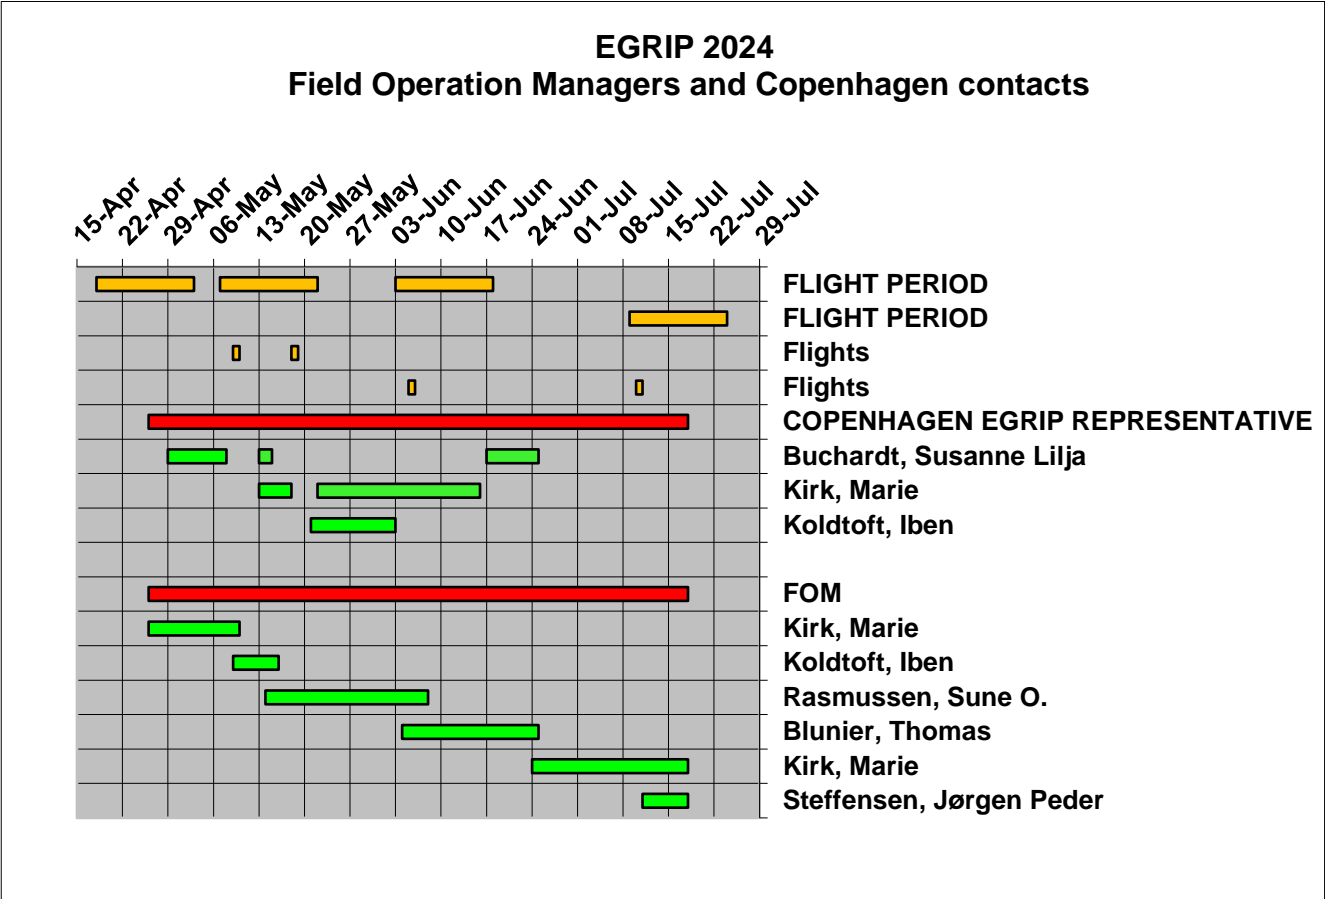 EGRIP 2024
Field Operation Managers and Copenhagen contacts
15-Apr
22-Apr
29-Apr
06-May
13-May
20-May
27-May
03-Jun
10-Jun
17-Jun
24-Jun
01-Jul
08-Jul
15-Jul
22-Jul
29-Jul
FLIGHT PERIOD
FLIGHT PERIOD
Flights
Flights
COPENHAGEN EGRIP REPRESENTATIVE
Buchardt, Susanne Lilja
Kirk, Marie
Koldtoft, Iben
FOM
Kirk, Marie
Koldtoft, Iben
Rasmussen, Sune O.
Blunier, Thomas
Kirk, Marie
Steffensen, Jørgen Peder